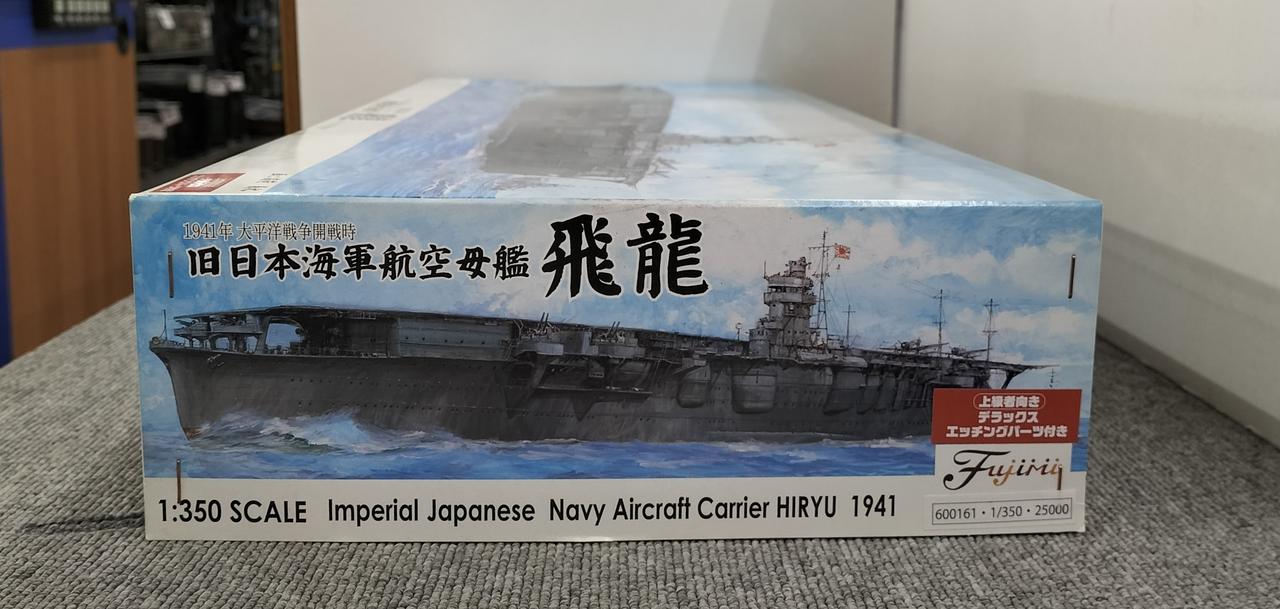 1941年 太平洋戦争開戦時
旧日本海軍航空母艦 飛龍
上級者向き
デラックス
エッチングパーツ付き
Fujimi
1:350 SCALE Imperial Japanese Navy Aircraft Carrier HIRYU 1941
600161・1/350・25000